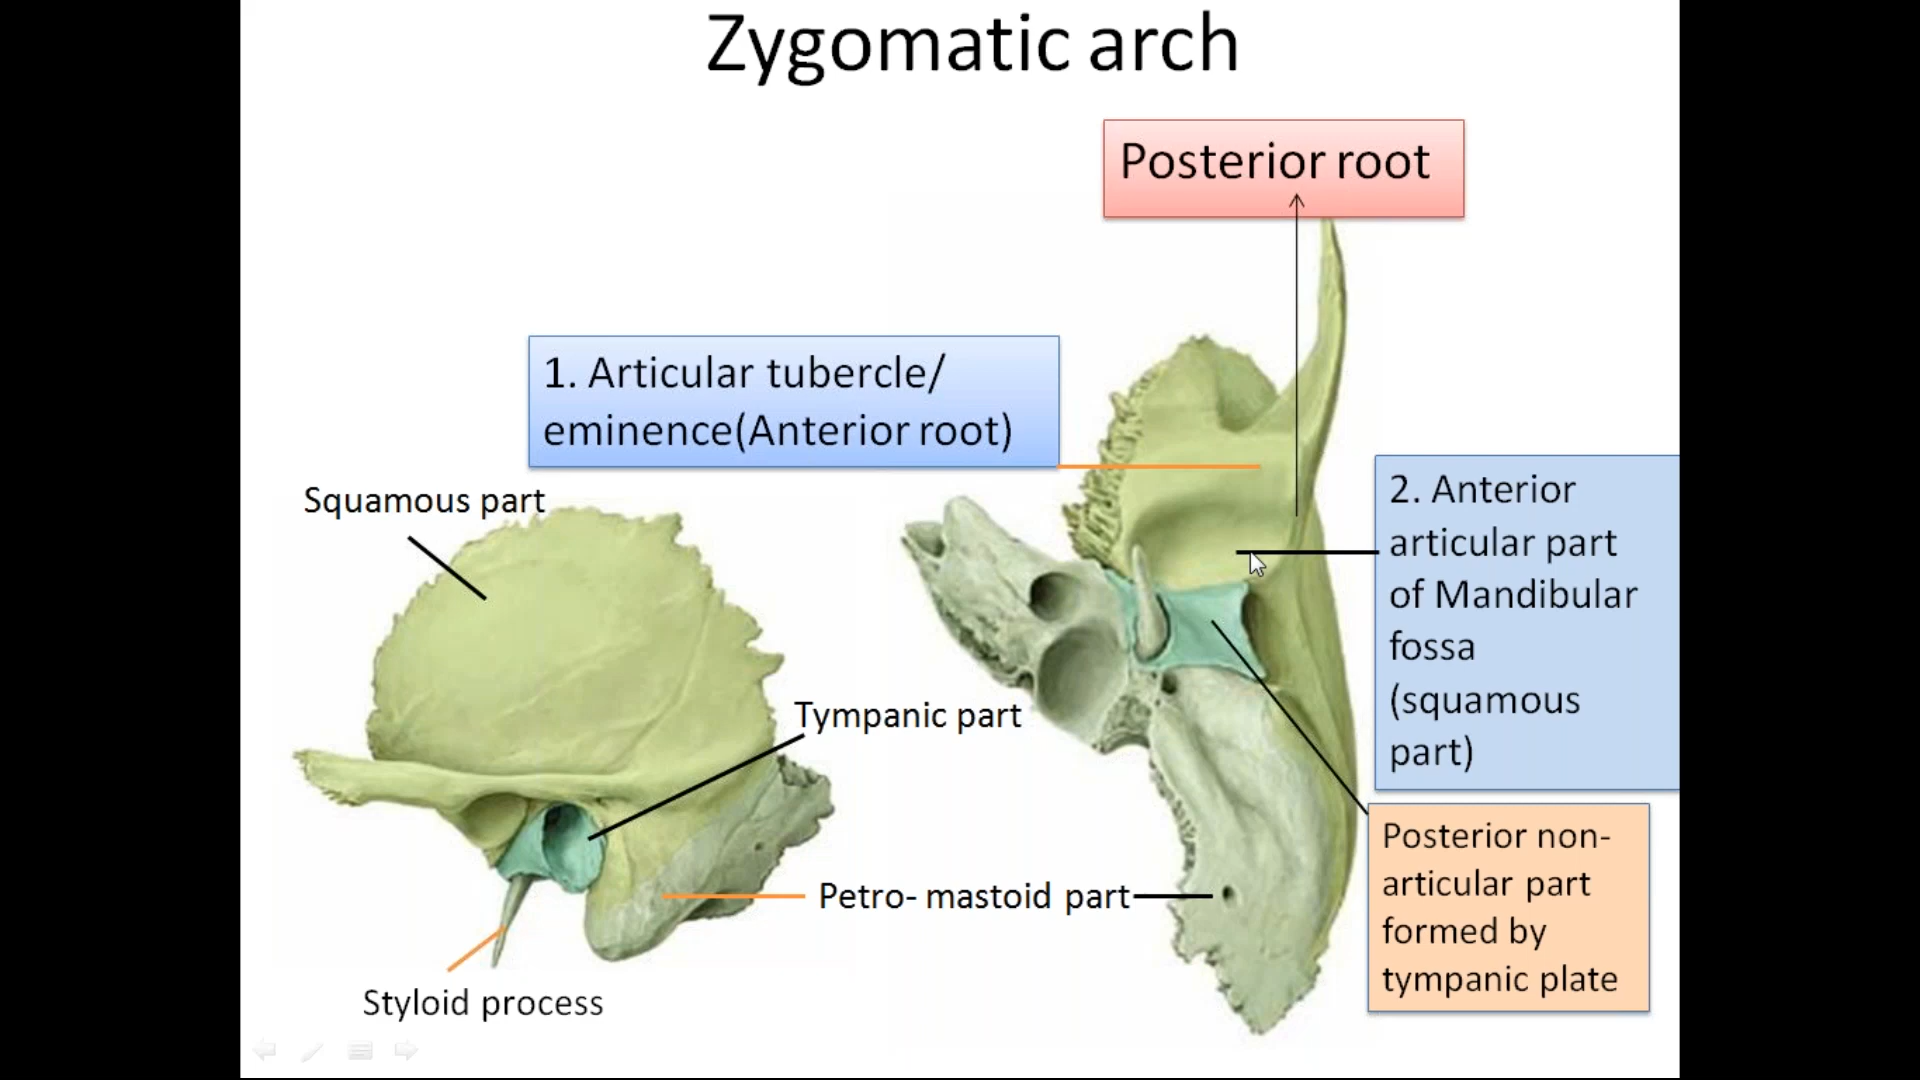 Zygomatic arch
Posterior root
1. Articular tubercle/
eminence(Anterior root)
Squamous part
2. Anterior
articular part
of Mandibular
fossa
(squamous
part)
Tympanic part
Posterior non-
articular part
formed by
tympanic plate
Petro- mastoid part
Styloid process